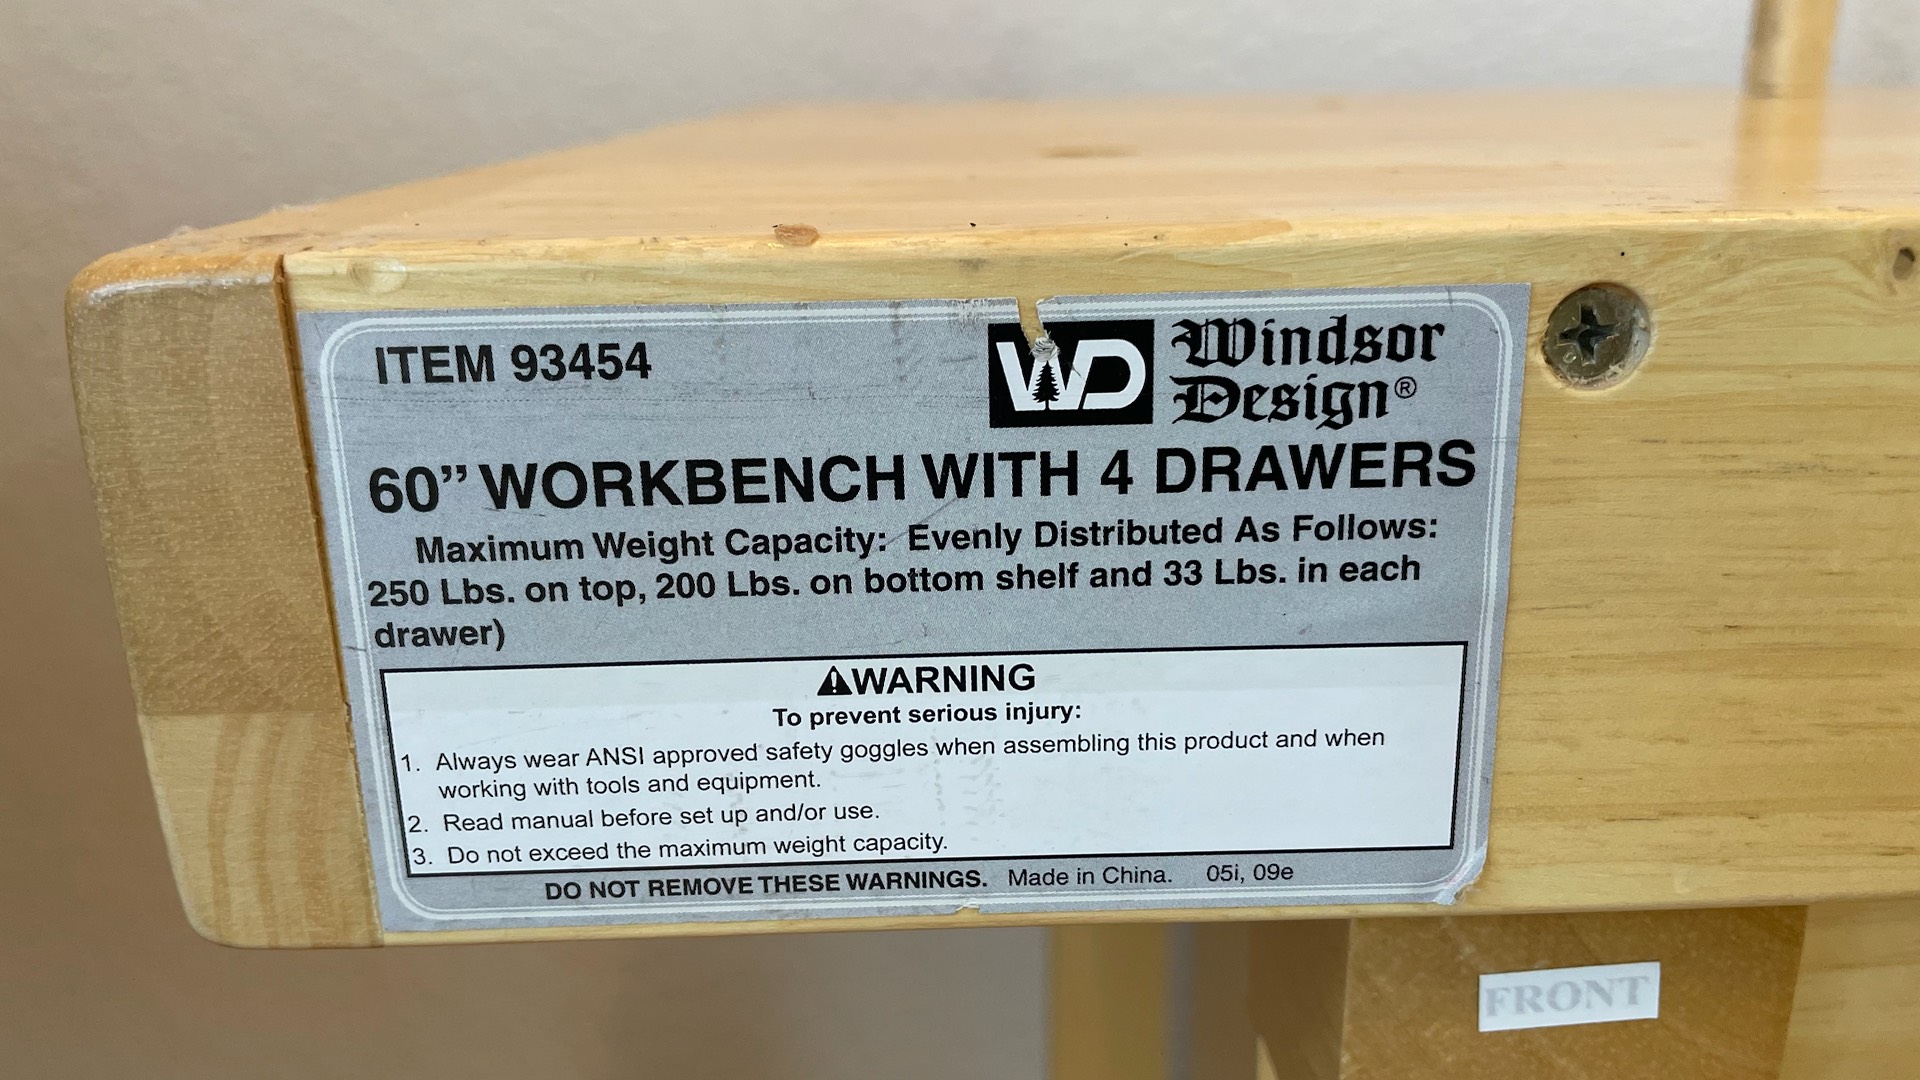 ITEM 93454
WD Windsor
Design®
60” WORKBENCH WITH 4 DRAWERS
Maximum Weight Capacity: Evenly Distributed As Follows:
250 Lbs. on top, 200 Lbs. on bottom shelf and 33 Lbs. in each
drawer)
⚠WARNING
To prevent serious injury:
1. Always wear ANSI approved safety goggles when assembling this product and when
working with tools and equipment.
2. Read manual before set up and/or use.
3. Do not exceed the maximum weight capacity.
DO NOT REMOVE THESE WARNINGS. Made in China. 05i, 09e
FRONT